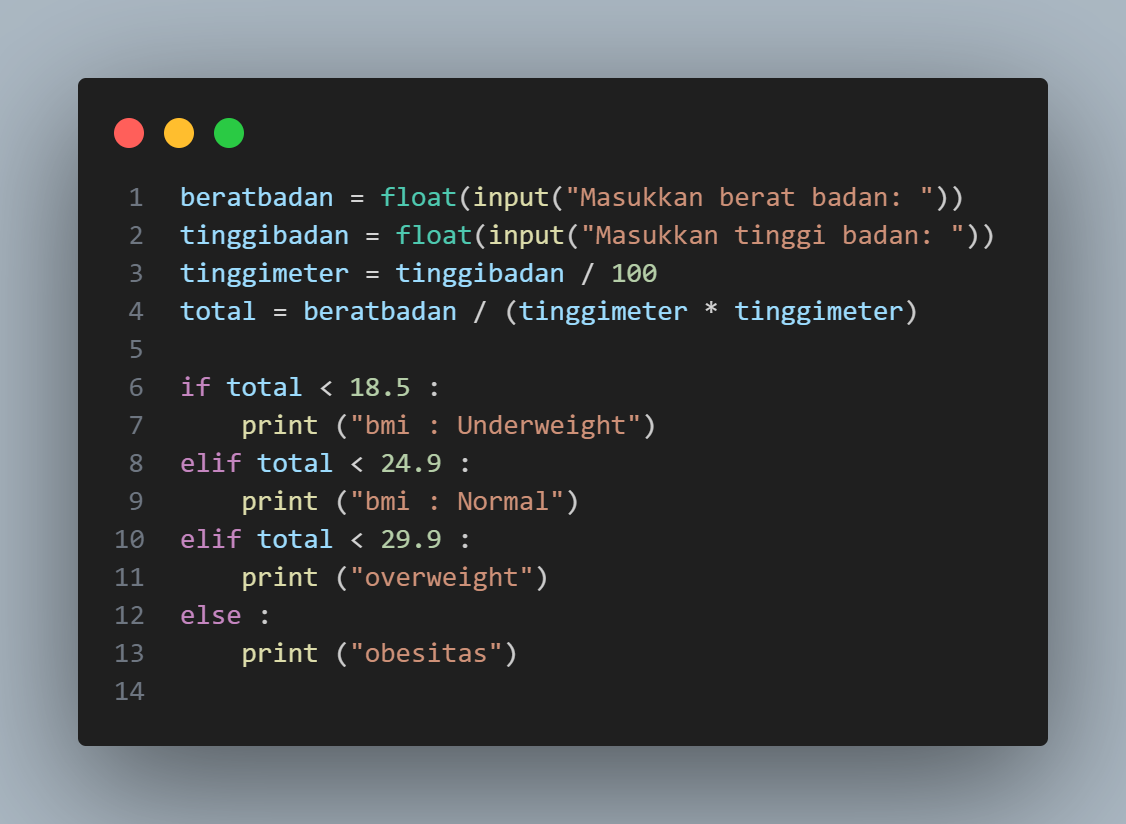 1 beratbadan = float(input("Masukkan berat badan: "))
2 tinggibadan = float(input("Masukkan tinggi badan: "))
3 tinggimeter = tinggibadan / 100
4 total = beratbadan / (tinggimeter * tinggimeter)
5
6 if total < 18.5 :
7     print ("bmi : Underweight")
8 elif total < 24.9 :
9     print ("bmi : Normal")
10 elif total < 29.9 :
11     print ("overweight")
12 else :
13     print ("obesitas")
14